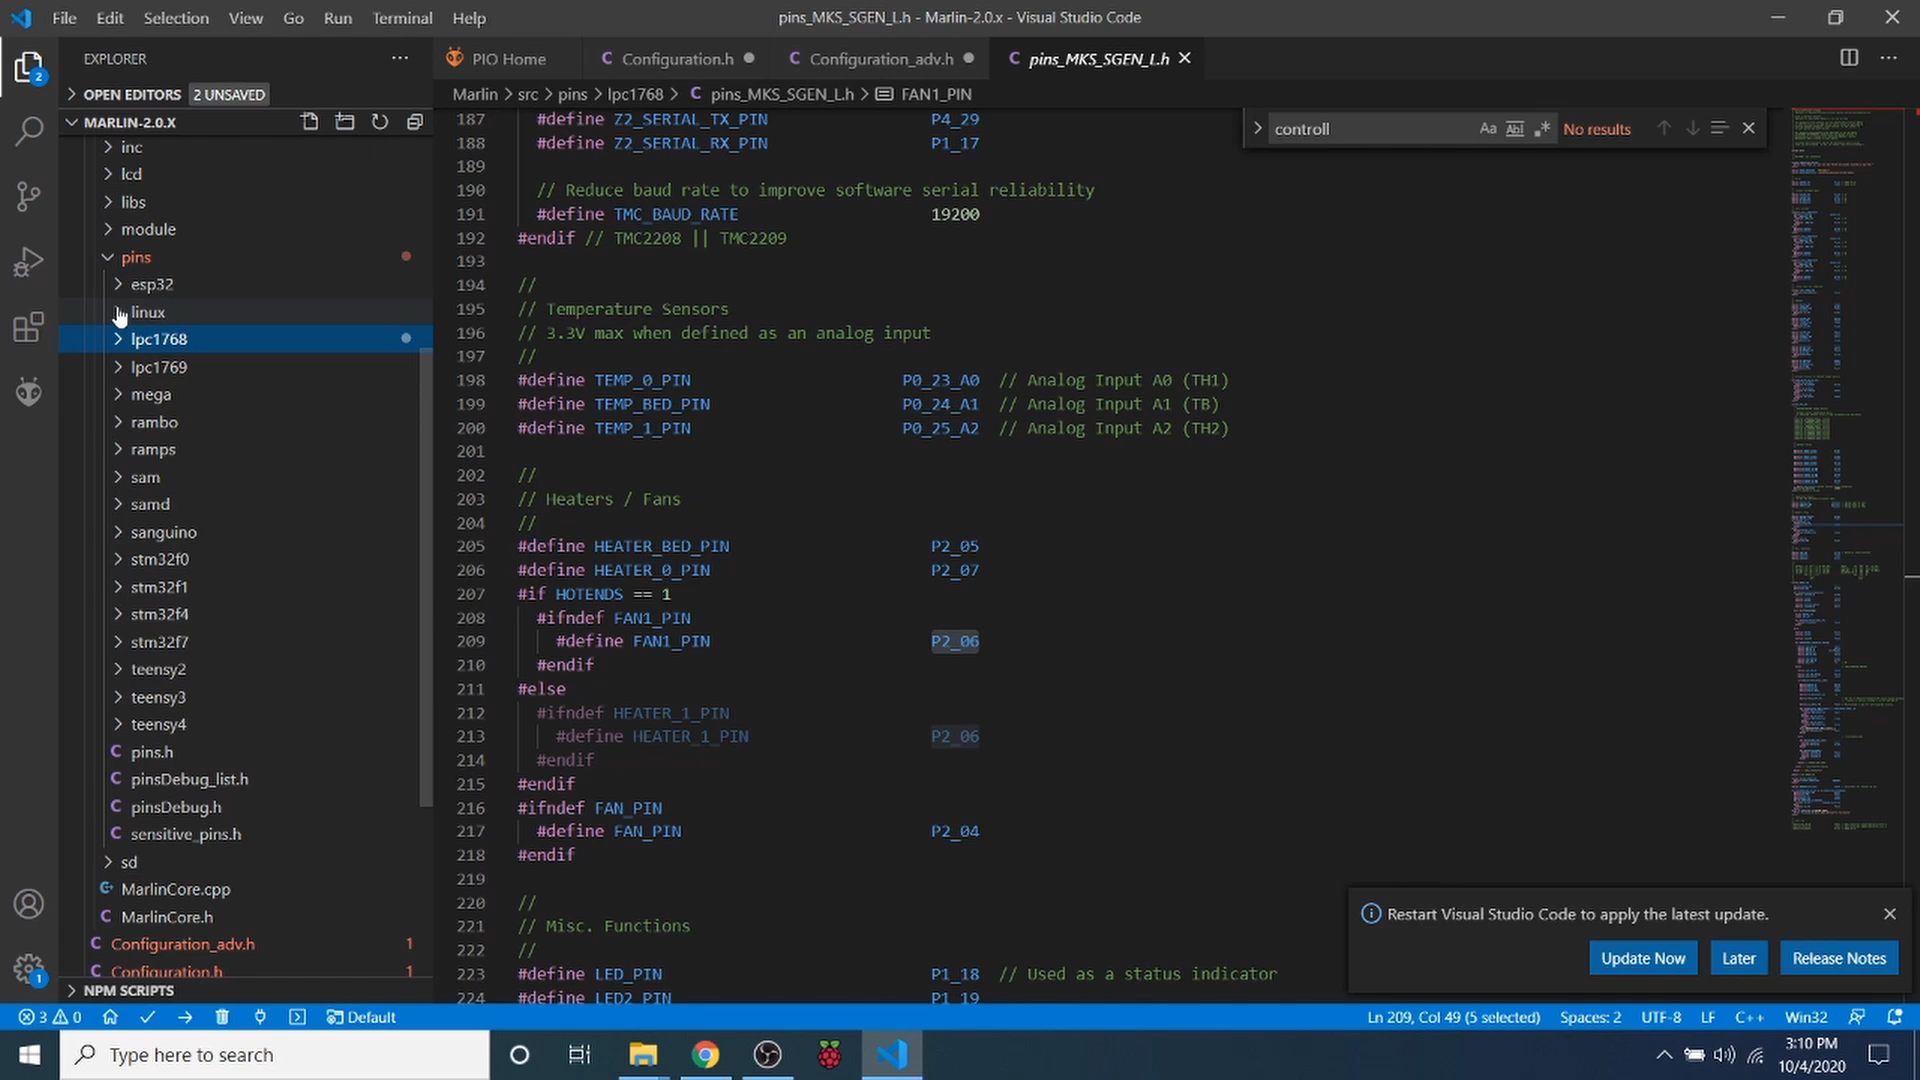 File Edit Selection View Go Run Terminal Help
pins_MKS_SGEN_L.h - Marlin-2.0.x - Visual Studio Code
EXPLORER
PIO Home
Configuration.h
Configuration_adv.h
pins_MKS_SGEN_L.h
OPEN EDITORS 2 UNSAVED
MARLIN-2.0.X
inc
lcd
libs
module
pins
esp32
linux
lpc1768
lpc1769
mega
rambo
ramps
sam
samd
sanguino
stm32f0
stm32f1
stm32f4
stm32f7
teensy2
teensy3
teensy4
pins.h
pinsDebug_list.h
pinsDebug.h
sensitive_pins.h
sd
MarlinCore.cpp
MarlinCore.h
Configuration_adv.h 1
Configuration.h 1
NPM SCRIPTS
Marlin > src > pins > lpc1768 > C pins_MKS_SGEN_L.h > FAN1_PIN
controll Aa Abl .* No results
187 #define Z2_SERIAL_TX_PIN P4_29
188 #define Z2_SERIAL_RX_PIN P1_17
189
190 // Reduce baud rate to improve software serial reliability
191 #define TMC_BAUD_RATE 19200
192 #endif // TMC2208 || TMC2209
193
194 //
195 // Temperature Sensors
196 // 3.3V max when defined as an analog input
197 //
198 #define TEMP_0_PIN P0_23_A0 // Analog Input A0 (TH1)
199 #define TEMP_BED_PIN P0_24_A1 // Analog Input A1 (TB)
200 #define TEMP_1_PIN P0_25_A2 // Analog Input A2 (TH2)
201
202 //
203 // Heaters / Fans
204 //
205 #define HEATER_BED_PIN P2_05
206 #define HEATER_0_PIN P2_07
207 #if HOTENDS == 1
208 #ifndef FAN1_PIN
209 #define FAN1_PIN P2_06
210 #endif
211 #else
212 #ifndef HEATER_1_PIN
213 #define HEATER_1_PIN P2_06
214 #endif
215 #endif
216 #ifndef FAN_PIN
217 #define FAN_PIN P2_04
218 #endif
219
220 //
221 // Misc. Functions
222 //
223 #define LED_PIN P1_18 // Used as a status indicator
224 #define LED2_PIN P1_19
Restart Visual Studio Code to apply the latest update.
Update Now
Later
Release Notes
2
1
3 0 Default
Ln 209, Col 49 (5 selected) Spaces: 2 UTF-8 LF C++ Win32
Type here to search
3:10 PM
10/4/2020